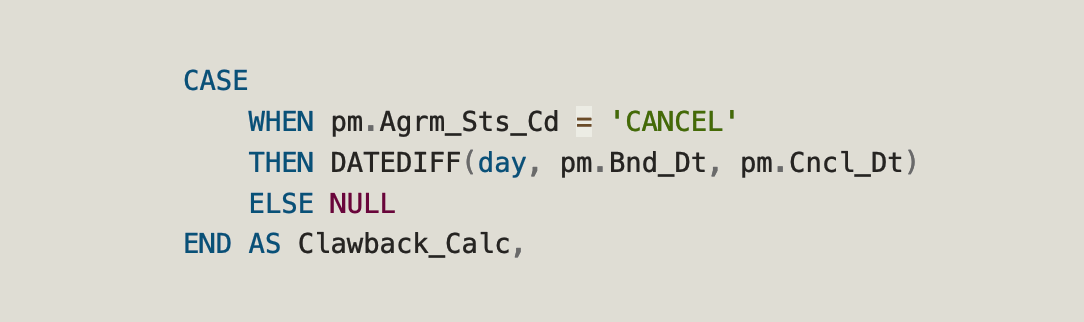 CASE
    WHEN pm.Agrm_Sts_Cd = 'CANCEL'
    THEN DATEDIFF(day, pm.Bnd_Dt, pm.Cncl_Dt)
    ELSE NULL
END AS Clawback_Calc,